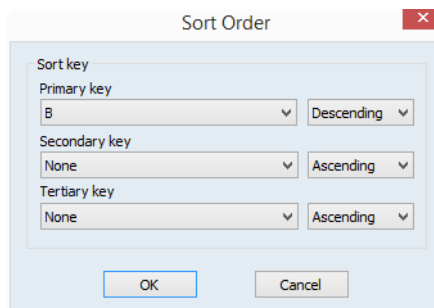 Sort Order
Sort key
Primary key
B Descending
Secondary key
None Ascending
Tertiary key
None Ascending
OK Cancel